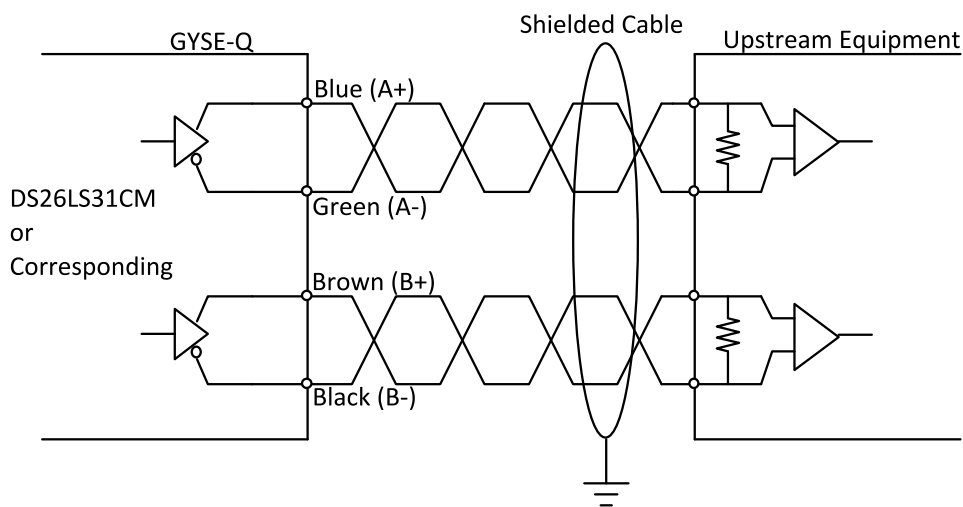 Shielded Cable
GYSE-Q
Upstream Equipment
Blue (A+)
Green (A-)
DS26LS31CM
or
Corresponding
Brown (B+)
Black (B-)